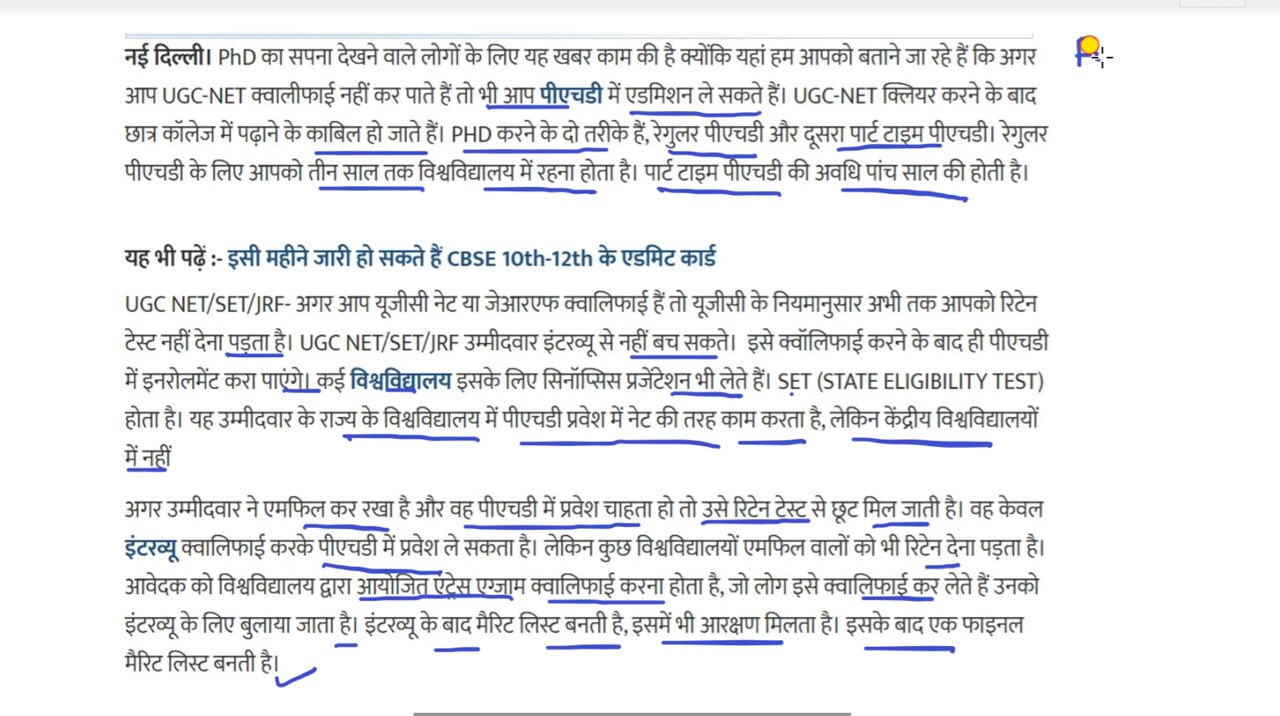 नई दिल्ली। PhD का सपना देखने वाले लोगों के लिए यह खबर काम की है क्योंकि यहां हम आपको बताने जा रहे हैं कि अगर
आप UGC-NET क्वालीफाई नहीं कर पाते हैं तो भी आप पीएचडी में एडमिशन ले सकते हैं। UGC-NET क्लियर करने के बाद
छात्र कॉलेज में पढ़ाने के काबिल हो जाते हैं। PHD करने के दो तरीके हैं, रेगुलर पीएचडी और दूसरा पार्ट टाइम पीएचडी। रेगुलर
पीएचडी के लिए आपको तीन साल तक विश्वविद्यालय में रहना होता है। पार्ट टाइम पीएचडी की अवधि पांच साल की होती है।
यह भी पढ़ें :- इसी महीने जारी हो सकते हैं CBSE 10th-12th के एडमिट कार्ड
UGC NET/SET/JRF- अगर आप यूजीसी नेट या जेआरएफ क्वालिफाई हैं तो यूजीसी के नियमानुसार अभी तक आपको रिटेन
टेस्ट नहीं देना पड़ता है। UGC NET/SET/JRF उम्मीदवार इंटरव्यू से नहीं बच सकते। इसे क्वॉलिफाई करने के बाद ही पीएचडी
में इनरोलमेंट करा पाएंगे। कई विश्वविद्यालय इसके लिए सिनॉप्सिस प्रजेंटेशन भी लेते हैं। SET (STATE ELIGIBILITY TEST)
होता है। यह उम्मीदवार के राज्य के विश्वविद्यालय में पीएचडी प्रवेश में नेट की तरह काम करता है, लेकिन केंद्रीय विश्वविद्यालयों
में नहीं
अगर उम्मीदवार ने एमफिल कर रखा है और वह पीएचडी में प्रवेश चाहता हो तो उसे रिटेन टेस्ट से छूट मिल जाती है। वह केवल
इंटरव्यू क्वालिफाई करके पीएचडी में प्रवेश ले सकता है। लेकिन कुछ विश्वविद्यालयों एमफिल वालों को भी रिटेन देना पड़ता है।
आवेदक को विश्वविद्यालय द्वारा आयोजित एंट्रेस एग्जाम क्वालिफाई करना होता है, जो लोग इसे क्वालिफाई कर लेते हैं उनको
इंटरव्यू के लिए बुलाया जाता है। इंटरव्यू के बाद मैरिट लिस्ट बनती है, इसमें भी आरक्षण मिलता है। इसके बाद एक फाइनल
मैरिट लिस्ट बनती है।